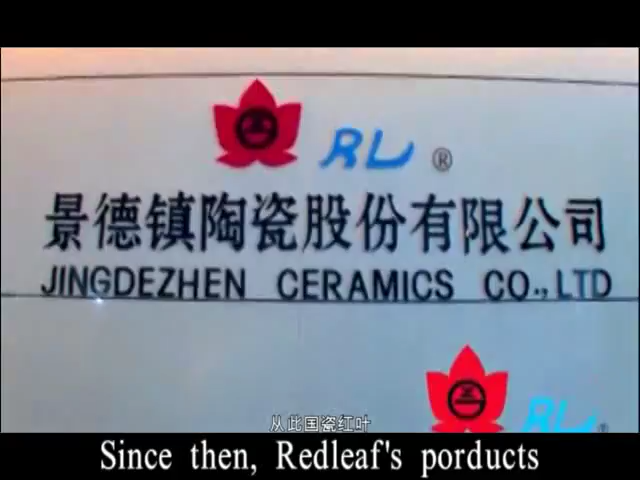 RL ®
景德镇陶瓷股份有限公司
JINGDEZHEN CERAMICS CO.,LTD
RL ®
从此国瓷红叶
Since then, Redleaf's porducts